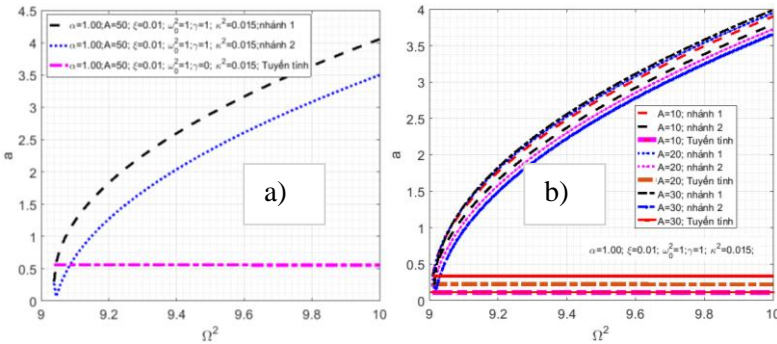 4.5
4
3.5
3
2.5
2
1.5
1
0.5
0
a
α=1.00;A=50; ξ=0.01; ω₀²=1;γ=1; κ²=0.015;nhánh 1
α=1.00;A=50; ξ=0.01; ω₀²=1;γ=1; κ²=0.015;nhánh 2
α=1.00;A=50; ξ=0.01; ω₀²=1;γ=0; κ²=0.015; Tuyến tính
a)
9 9.2 9.4 9.6 9.8 10
Ω²
4
3.5
3
2.5
2
1.5
1
0.5
0
a
A=10; nhánh 1
A=10; nhánh 2
A=10; Tuyến tính
A=20; nhánh 1
A=20; nhánh 2
A=20; Tuyến tính
A=30; nhánh 1
A=30; nhánh 2
A=30; Tuyến tính
b)
α=1.00; ξ=0.01; ω₀²=1;γ=1; κ²=0.015;
9 9.2 9.4 9.6 9.8 10
Ω²